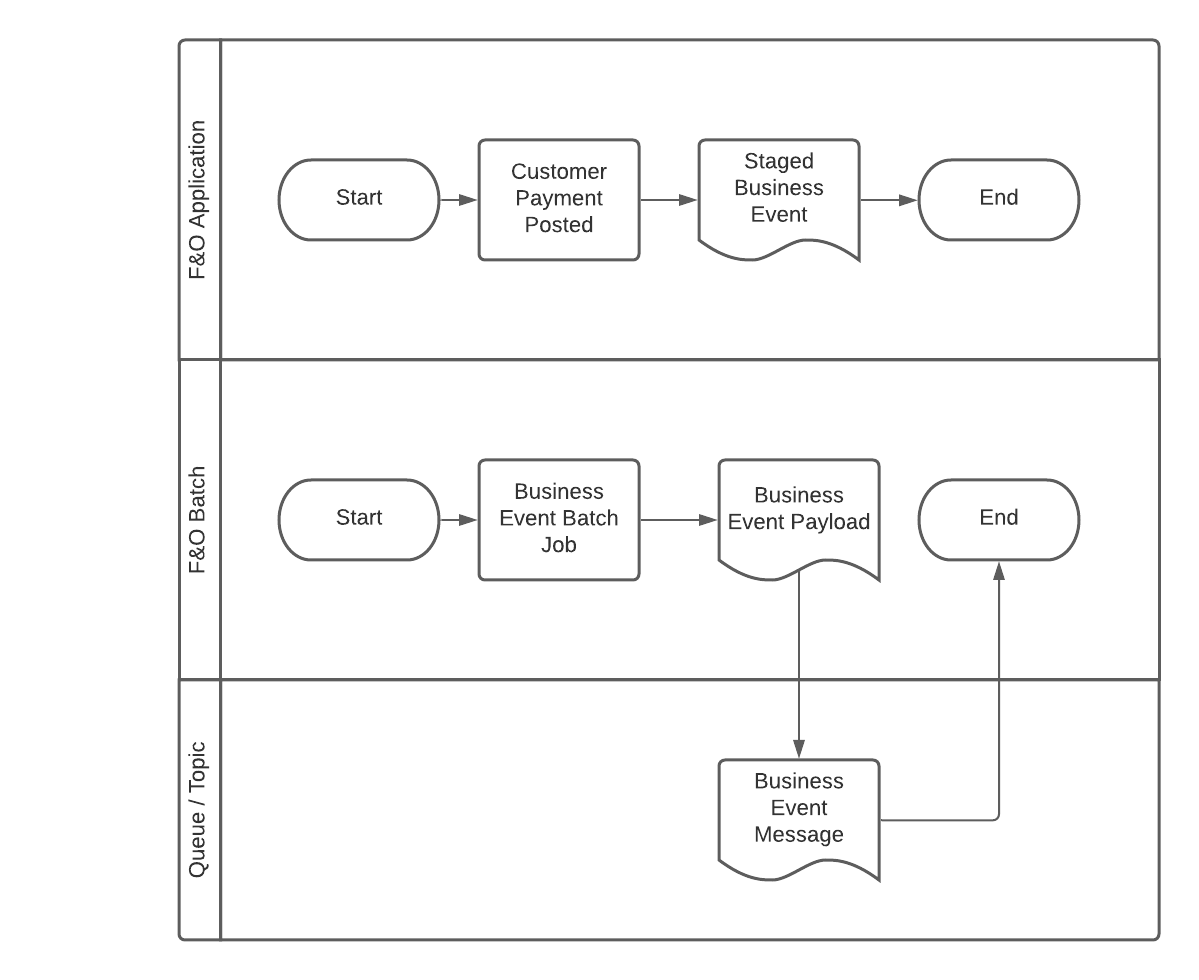 F&O Application
Start
Customer
Payment
Posted
Staged
Business
Event
End
F&O Batch
Start
Business
Event Batch
Job
Business
Event Payload
End
Queue / Topic
Business
Event
Message